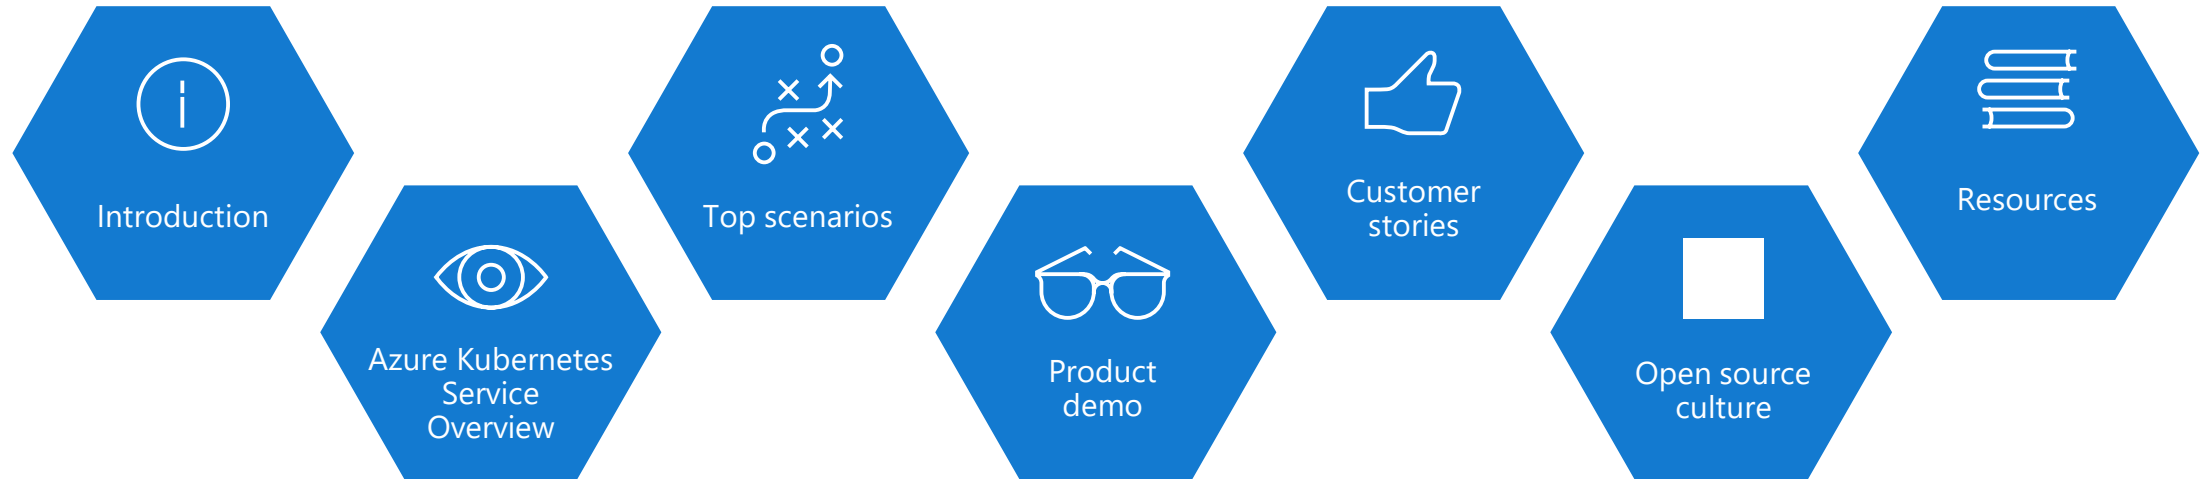 Introduction
Azure Kubernetes
Service
Overview
Top scenarios
Product
demo
Customer
stories
Open source
culture
Resources